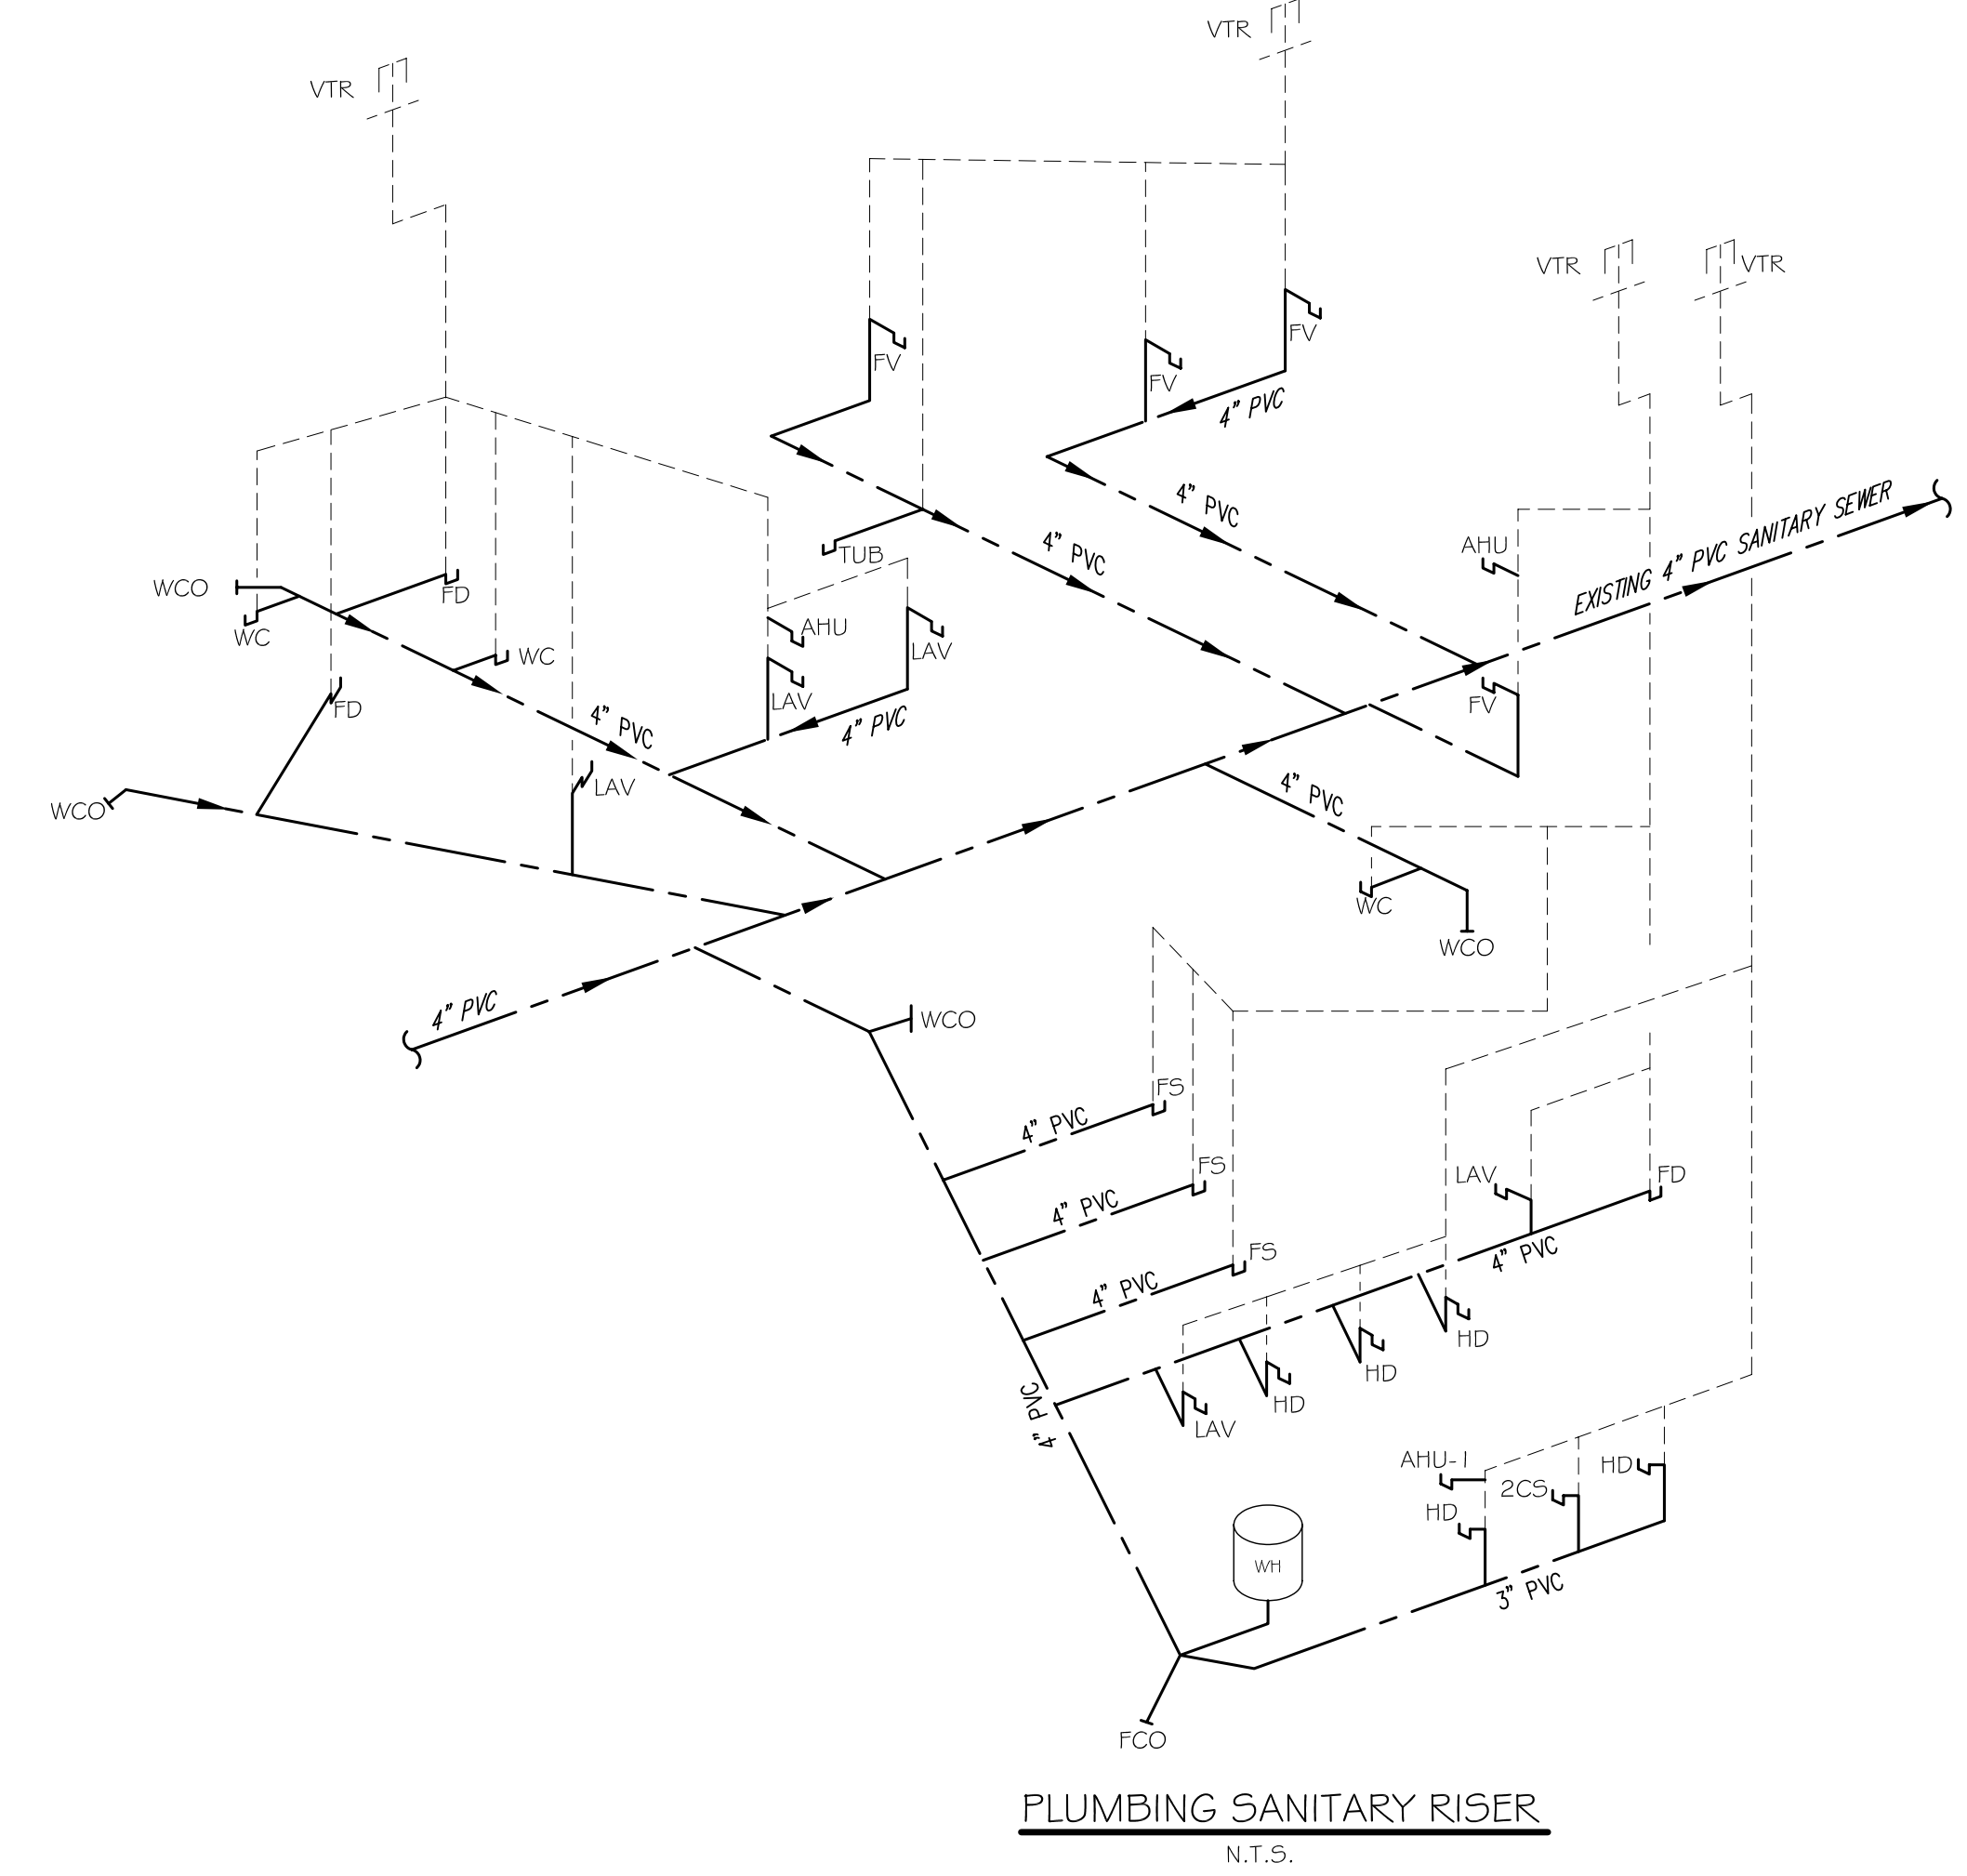 VTR
VTR
VTR
VTR
FV
FV
FV
4" PVC
4" PVC
4" PVC
EXISTING 4" PVC SANITARY SEWER
TUB
AHU
WCO
FD
WC
WC
AHU
LAV
LAV
FD
4" PVC
4" PVC
FV
LAV
WCO
4" PVC
WC
WCO
4" PVC
WCO
FS
4" PVC
FS
4" PVC
LAV
FD
FS
4" PVC
4" PVC
HD
HD
HD
LAV
4" PVC
AHU-1
HD
2CS
HD
WH
3" PVC
FCO
PLUMBING SANITARY RISER
N.T.S.